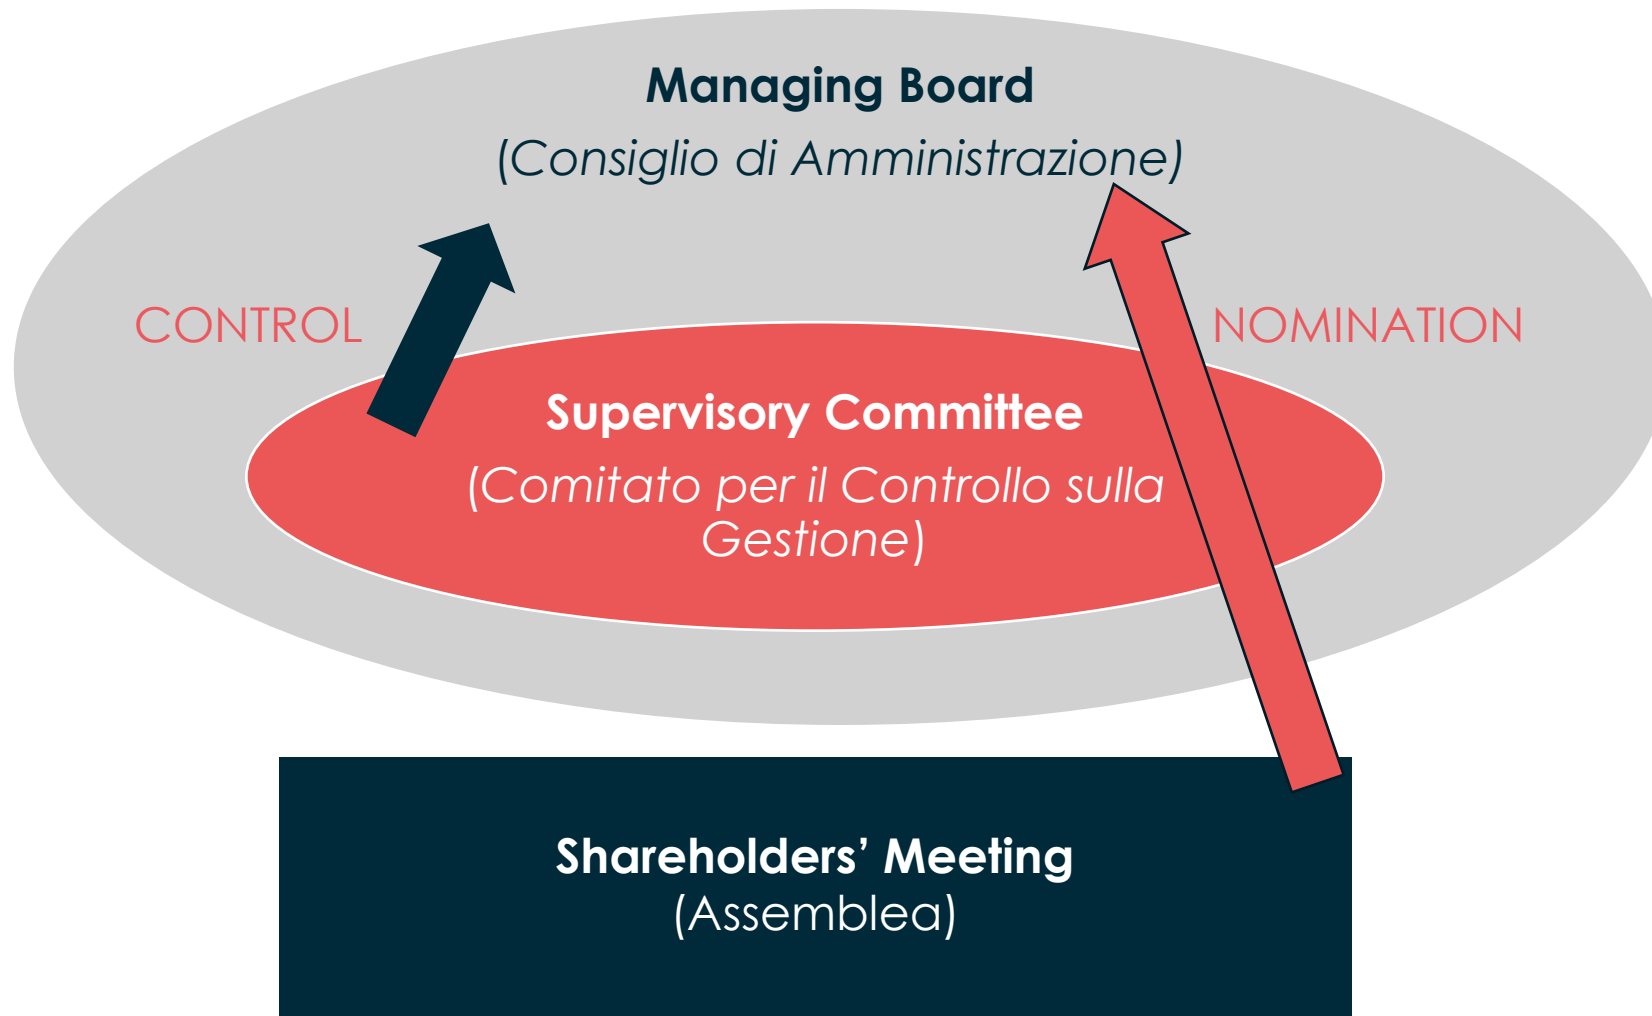 Managing Board
(Consiglio di Amministrazione)
CONTROL
NOMINATION
Supervisory Committee
(Comitato per il Controllo sulla
Gestione)
Shareholders’ Meeting
(Assemblea)